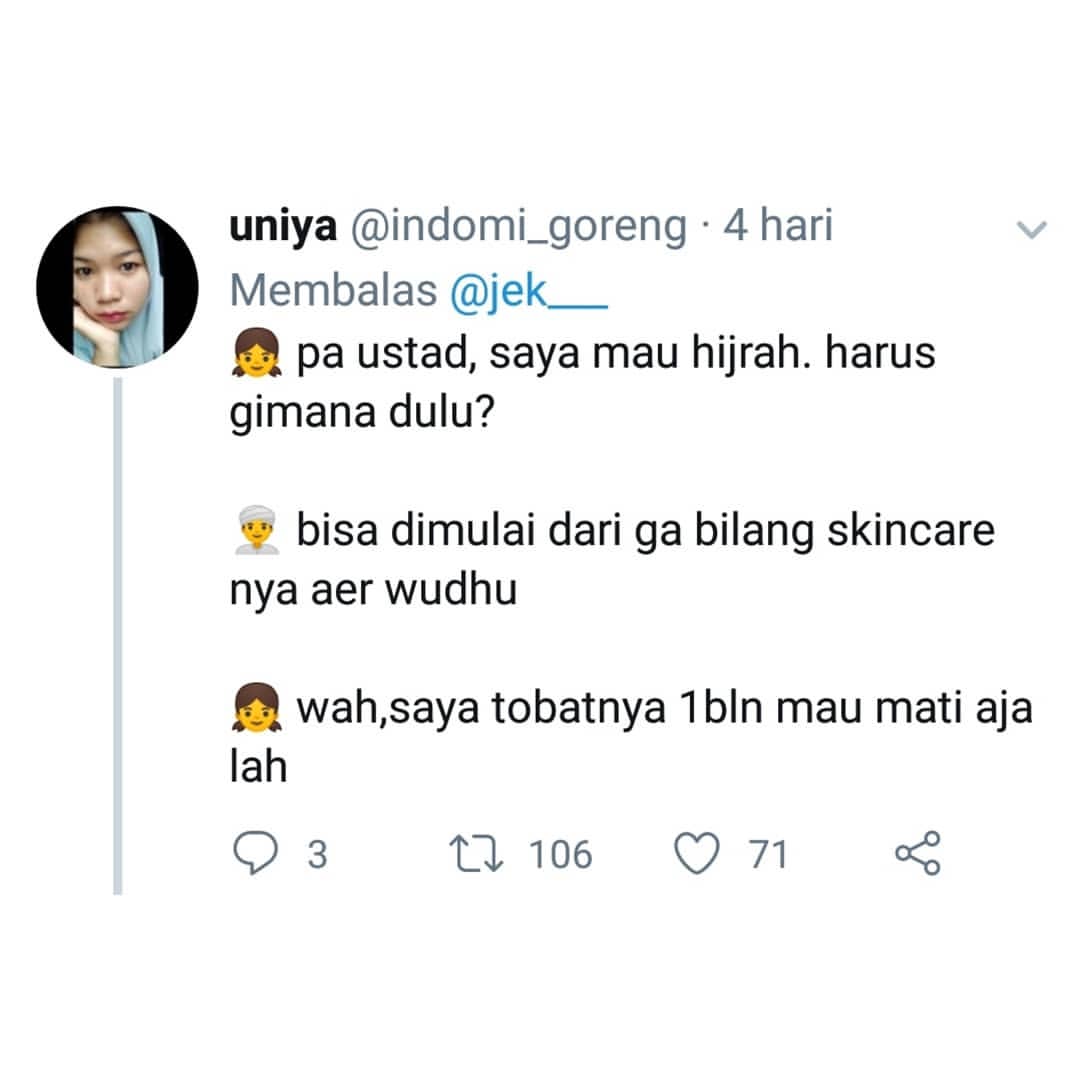 uniya @indomi_goreng · 4 hari
Membalas @jek___
👧 pa ustad, saya mau hijrah. harus
gimana dulu?
👳 bisa dimulai dari ga bilang skincare
nya aer wudhu
👧 wah,saya tobatnya 1bln mau mati aja
lah
3 106 71